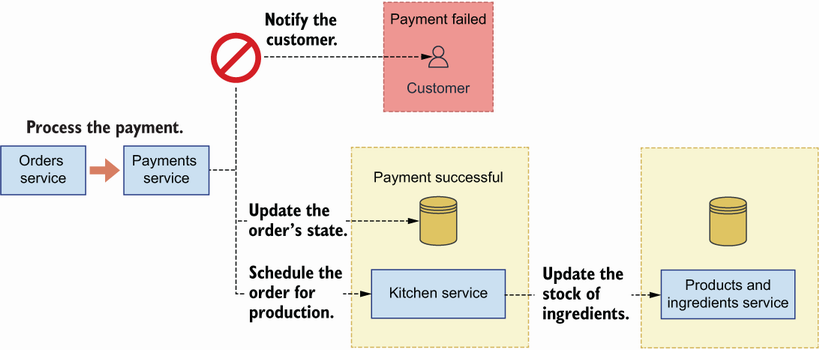 Notify the
customer.
Payment failed
Customer
Process the payment.
Orders
service
Payments
service
Payment successful
Update the
order's state.
Schedule the
order for
production.
Kitchen service
Update the
stock of
ingredients.
Products and
ingredients service